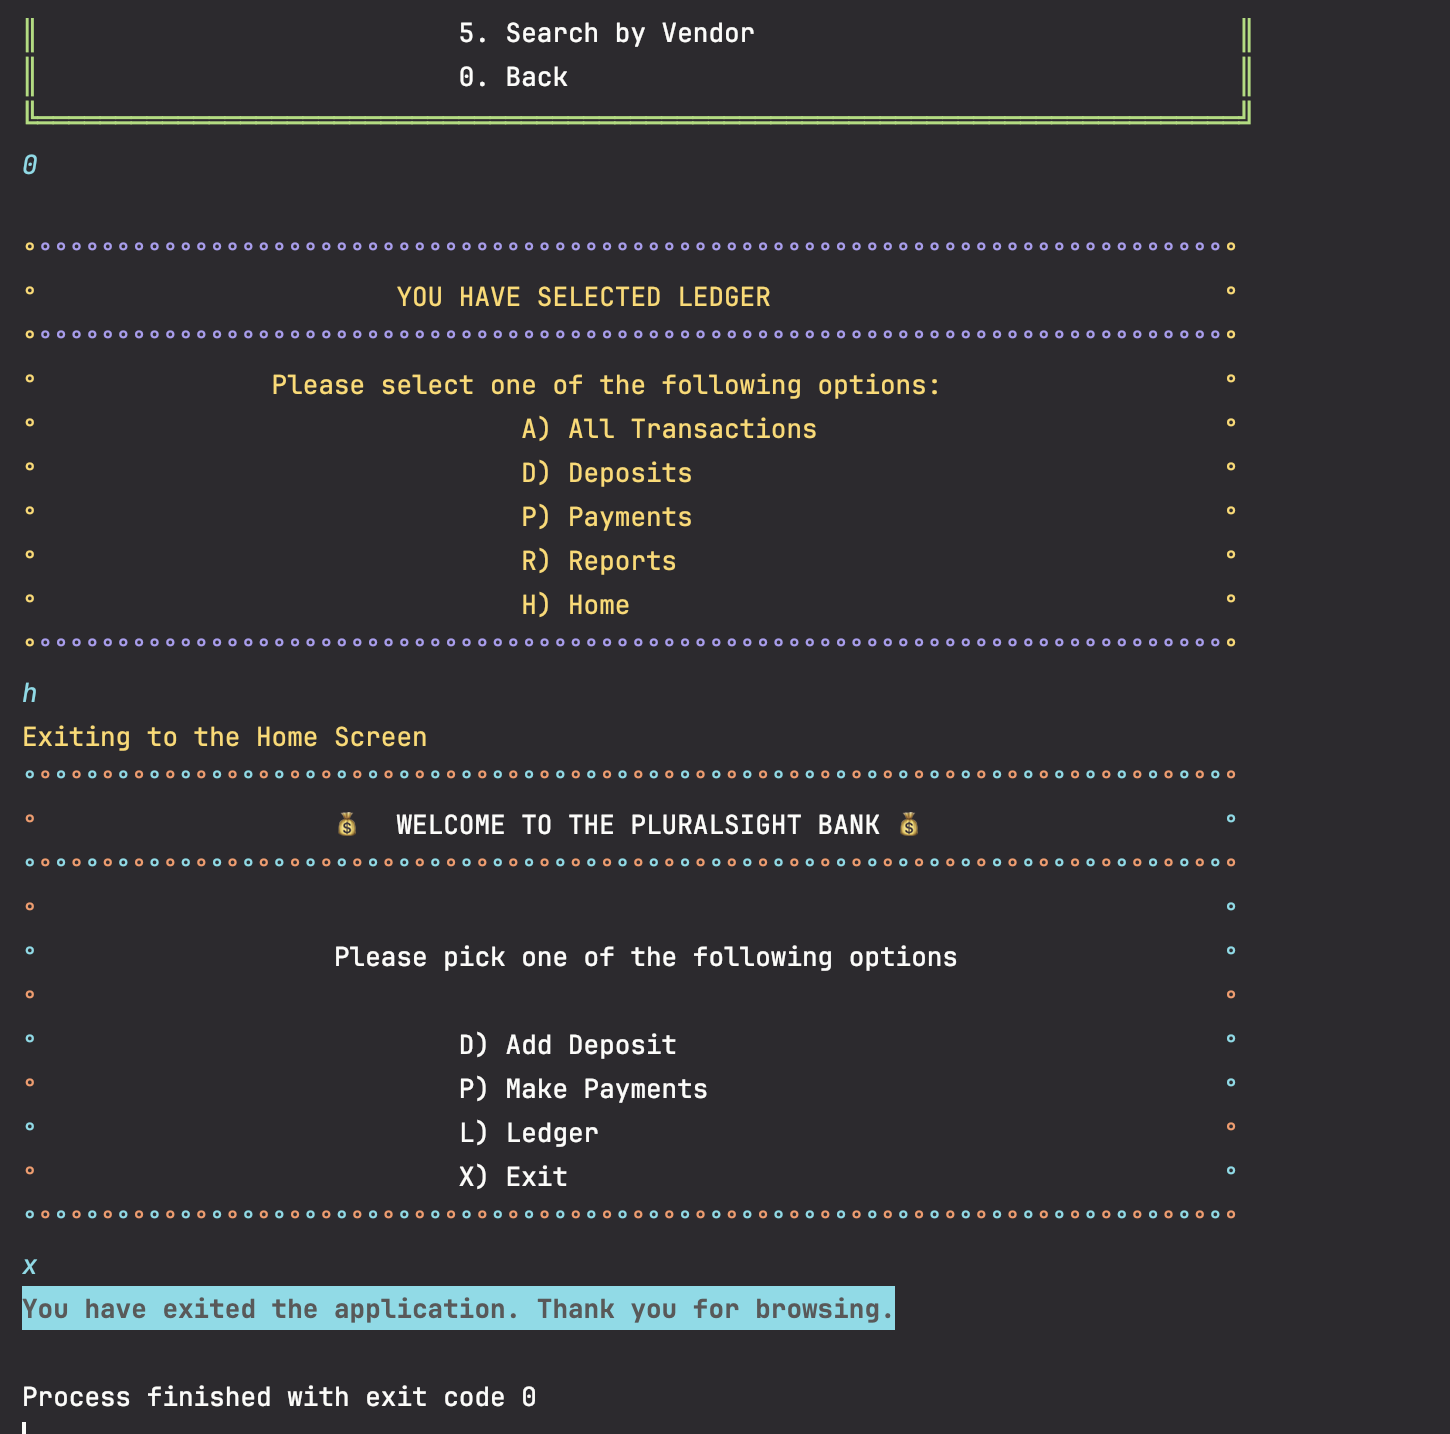 5. Search by Vendor
0. Back
0
YOU HAVE SELECTED LEDGER
Please select one of the following options:
A) All Transactions
D) Deposits
P) Payments
R) Reports
H) Home
h
Exiting to the Home Screen
💰 WELCOME TO THE PLURALSIGHT BANK 💰
Please pick one of the following options
D) Add Deposit
P) Make Payments
L) Ledger
X) Exit
x
You have exited the application. Thank you for browsing.
Process finished with exit code 0